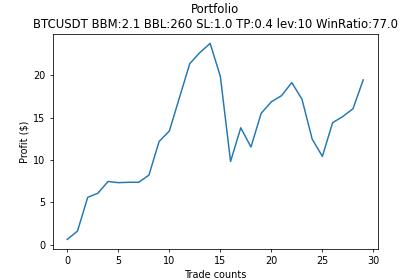 Portfolio
BTCUSDT BBM:2.1 BBL:260 SL:1.0 TP:0.4 lev:10 WinRatio:77.0
20
15
10
5
0
Profit ($)
0 5 10 15 20 25 30
Trade counts